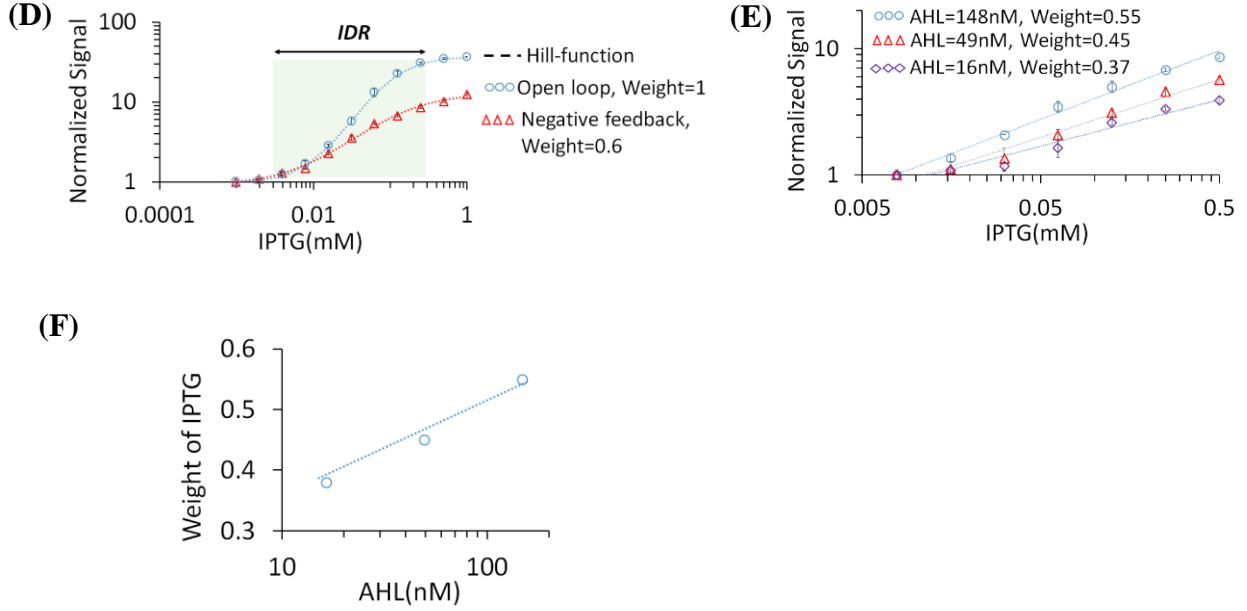 (D)
Normalized Signal
100
10
1
0.0001
0.01
1
IPTG(mM)
IDR
Hill-function
Open loop, Weight=1
Negative feedback,
Weight=0.6
(E)
Normalized Signal
10
1
0.005
0.05
0.5
IPTG(mM)
AHL=148nM, Weight=0.55
AHL=49nM, Weight=0.45
AHL=16nM, Weight=0.37
(F)
Weight of IPTG
0.6
0.5
0.4
0.3
10
100
AHL(nM)